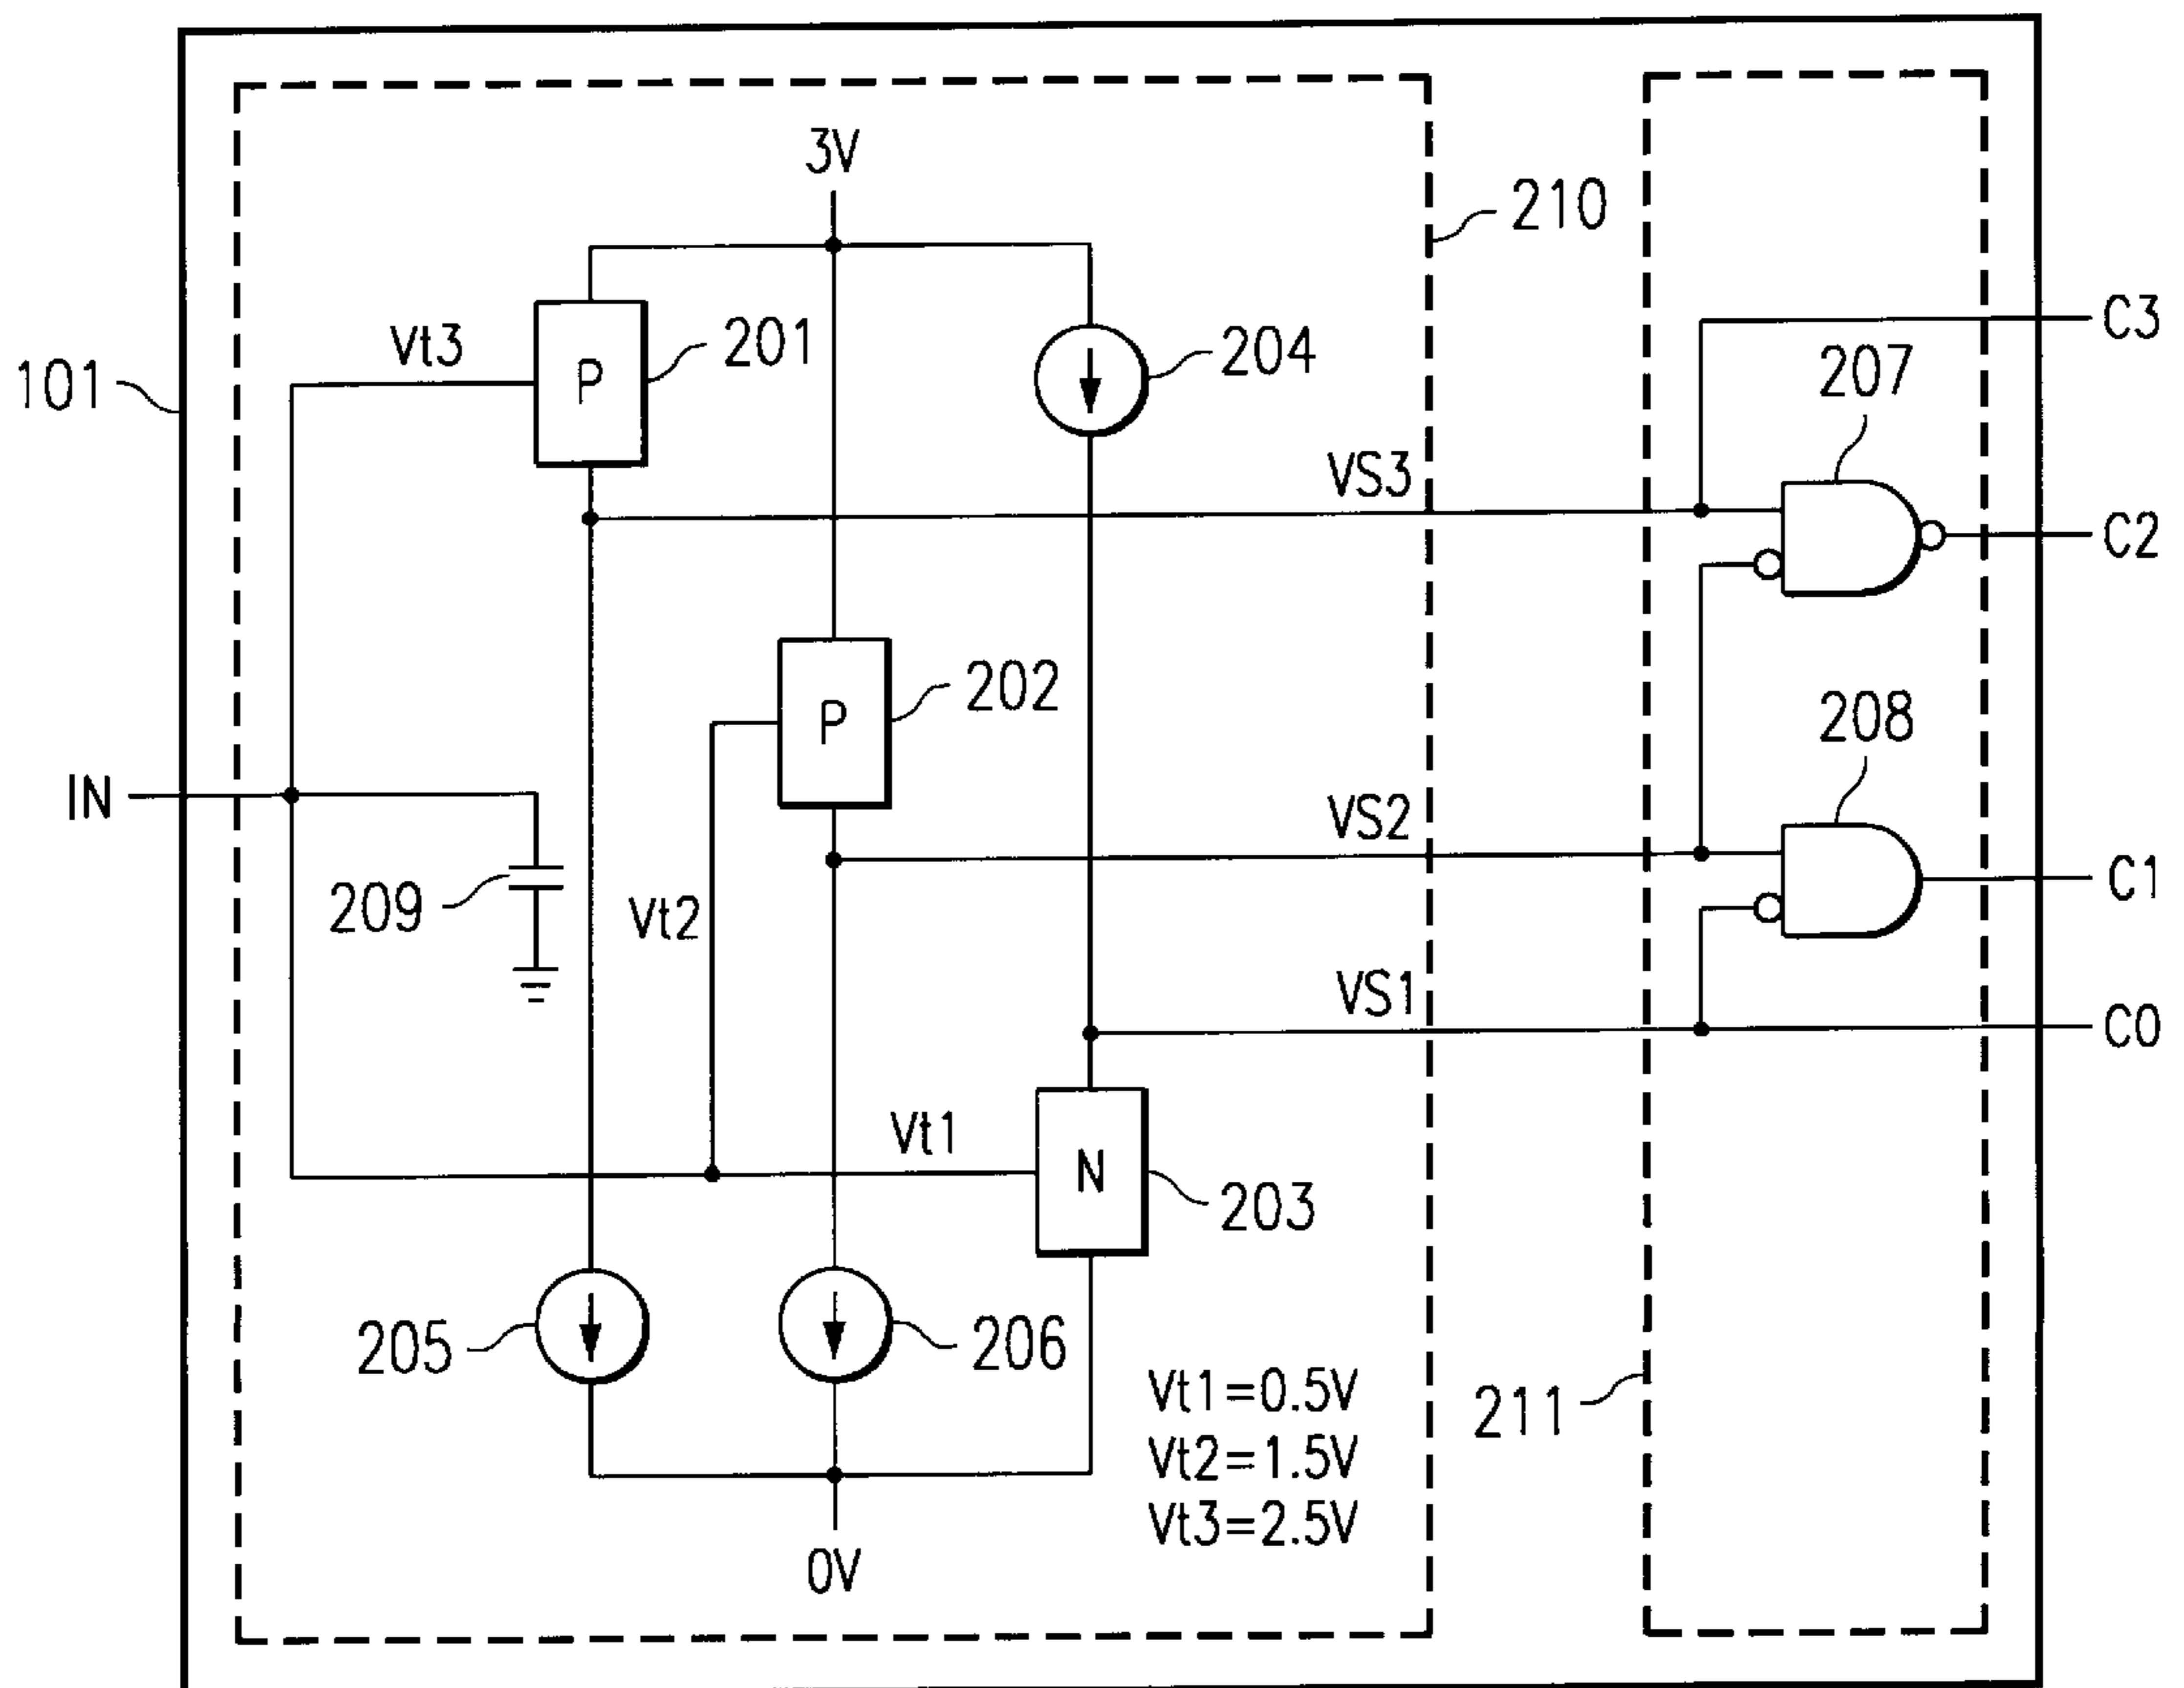 3V
210
Vt3
201
204
C3
101
P
207
VS3
C2
202
P
208
IN
VS2
209
Vt2
C1
VS1
C0
Vt1
N
203
205
206
Vt1=0.5V
211
Vt2=1.5V
Vt3=2.5V
0V